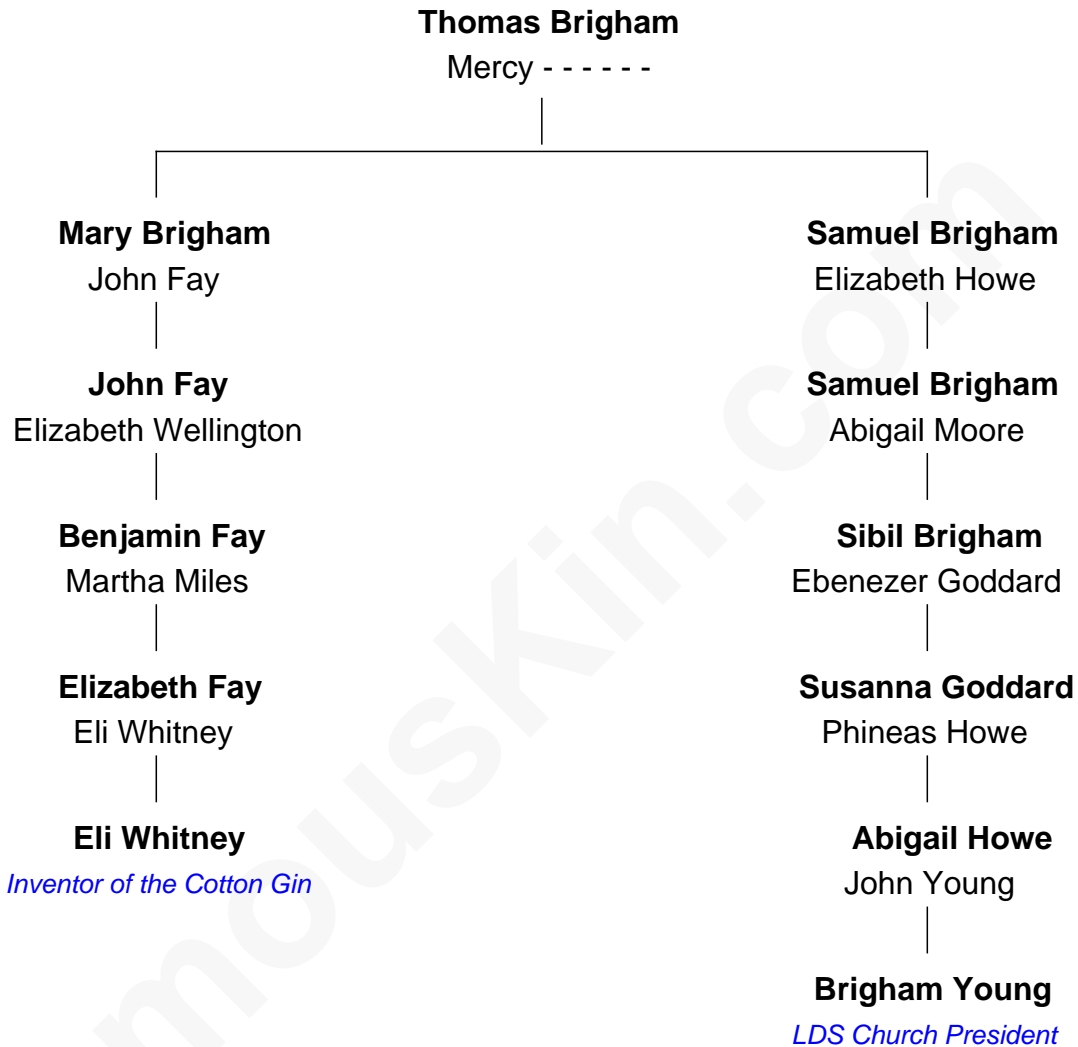 Thomas Brigham
Mercy - - - - - -
Mary Brigham
John Fay
Samuel Brigham
Elizabeth Howe
John Fay
Elizabeth Wellington
Samuel Brigham
Abigail Moore
Benjamin Fay
Martha Miles
Sibil Brigham
Ebenezer Goddard
Elizabeth Fay
Eli Whitney
Susanna Goddard
Phineas Howe
Eli Whitney
Inventor of the Cotton Gin
Abigail Howe
John Young
Brigham Young
LDS Church President
mouskin.com